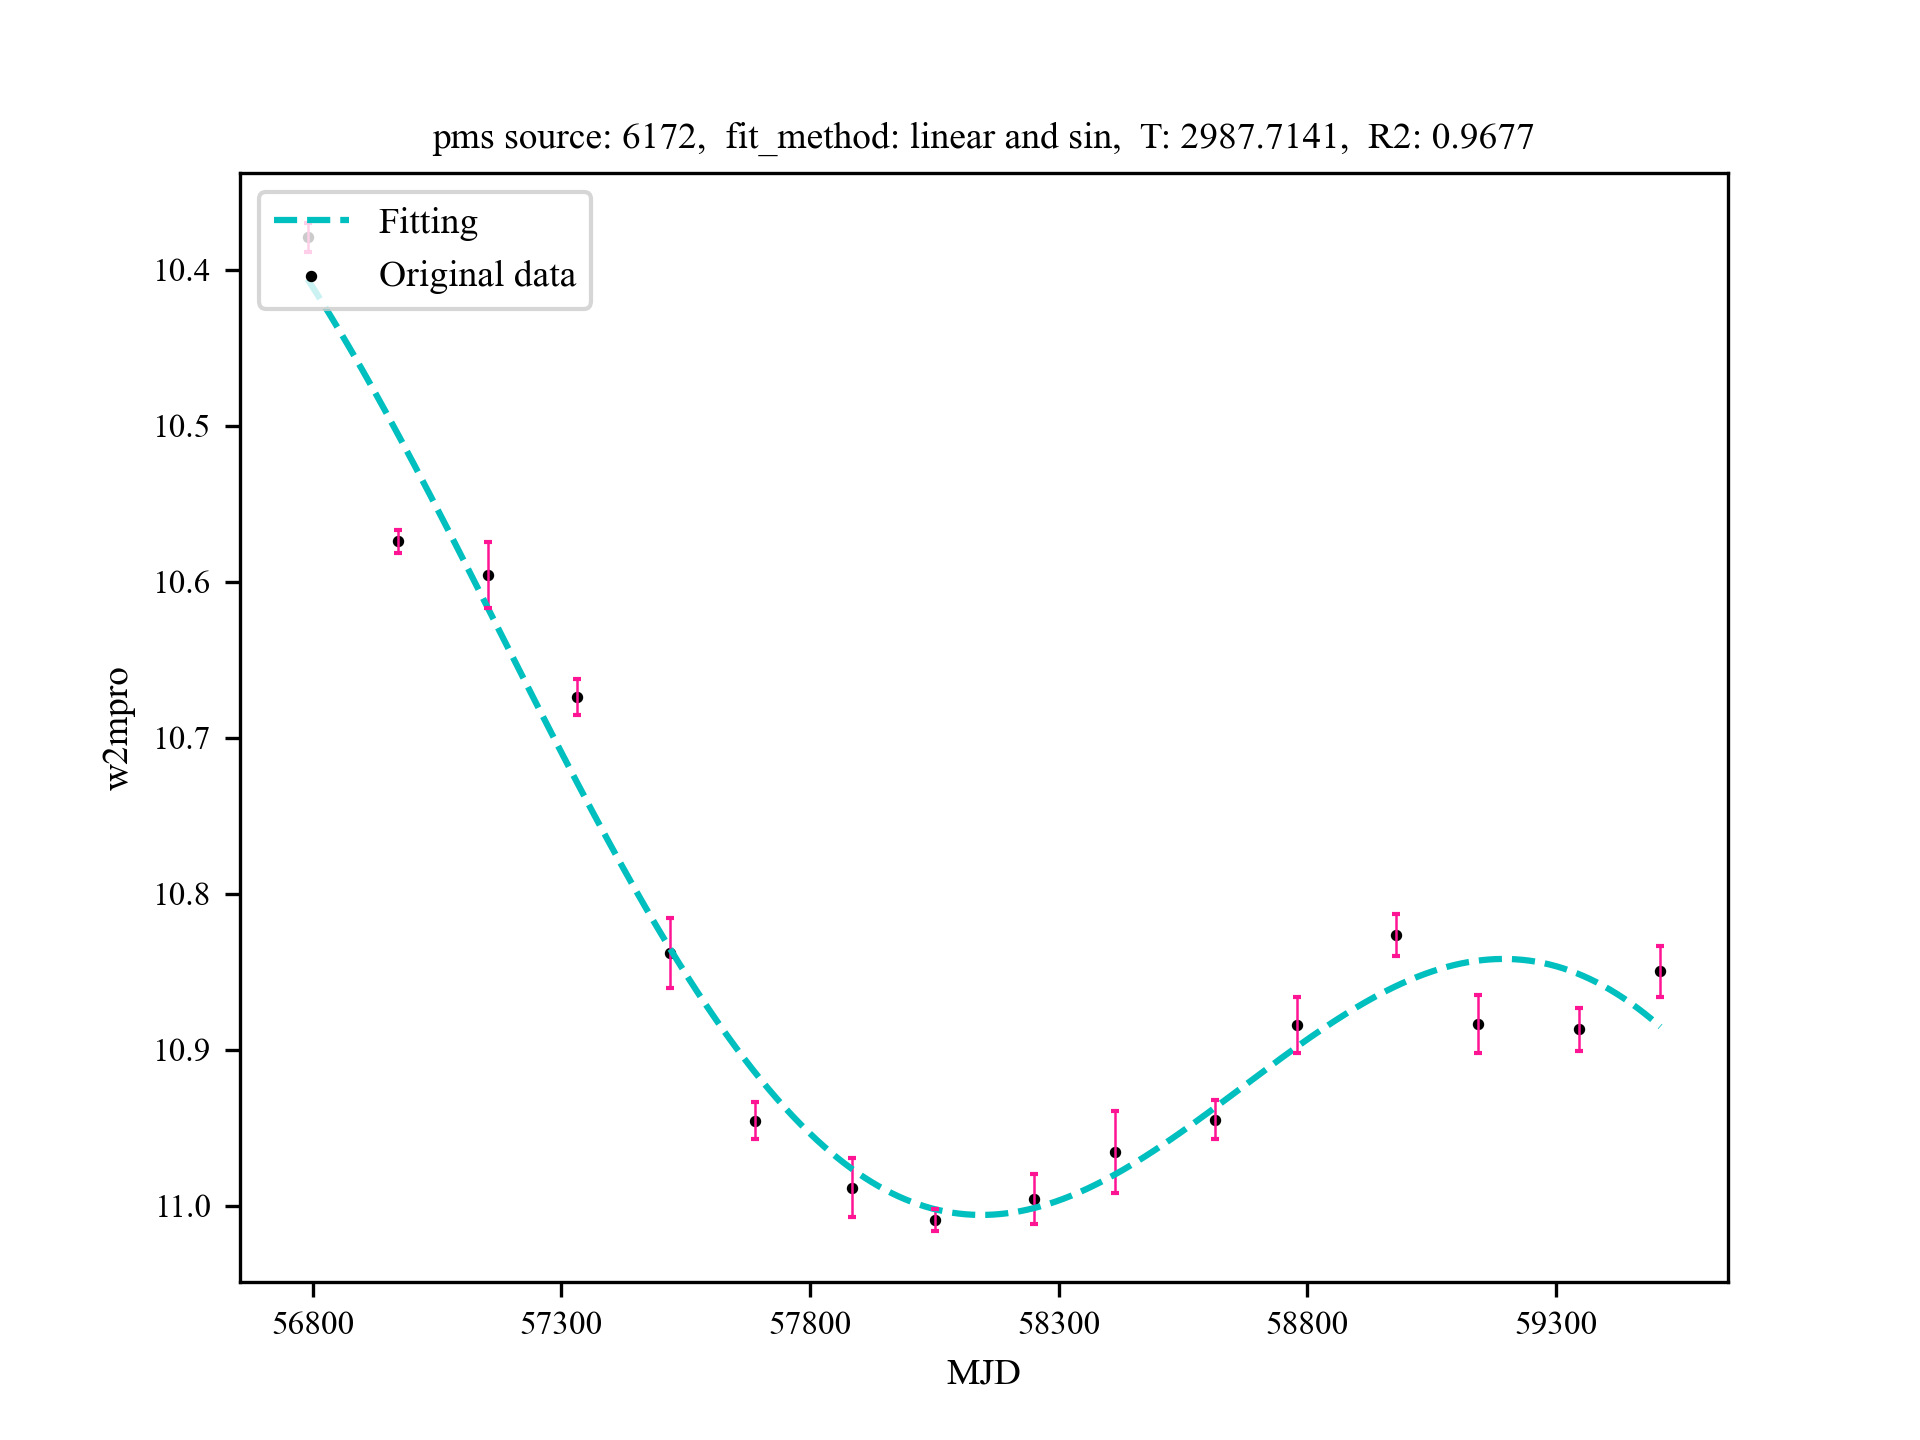 pms source: 6172, fit_method: linear and sin, T: 2987.7141, R2: 0.9677
Fitting
Original data
10.4
10.5
10.6
10.7
10.8
10.9
11.0
w2mpro
56800 57300 57800 58300 58800 59300
MJD